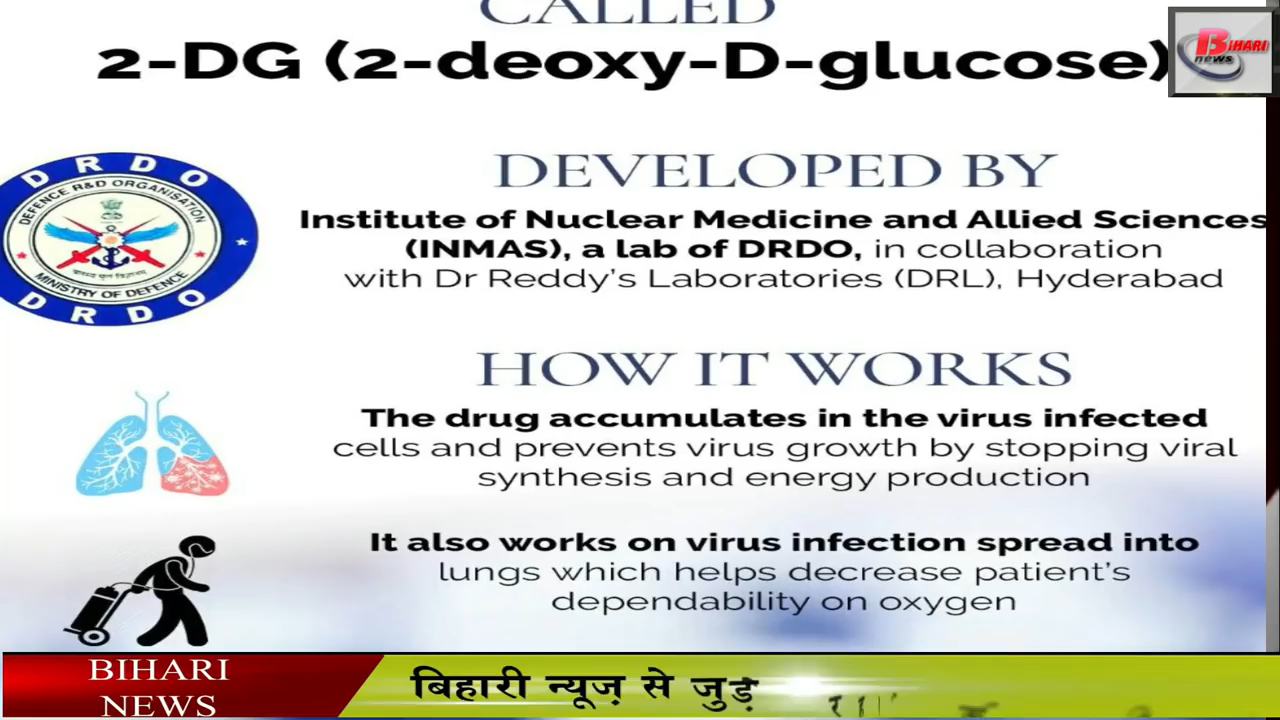 CALLED
2-DG (2-deoxy-D-glucose)
BIHARI
news
DRDO
DEFENCE R&D ORGANISATION
MINISTRY OF DEFENCE
DRDO
DEVELOPED BY
Institute of Nuclear Medicine and Allied Sciences
(INMAS), a lab of DRDO, in collaboration
with Dr Reddy's Laboratories (DRL), Hyderabad
HOW IT WORKS
The drug accumulates in the virus infected
cells and prevents virus growth by stopping viral
synthesis and energy production
It also works on virus infection spread into
lungs which helps decrease patient's
dependability on oxygen
BIHARI
NEWS
बिहारी न्यूज़ से जुड़